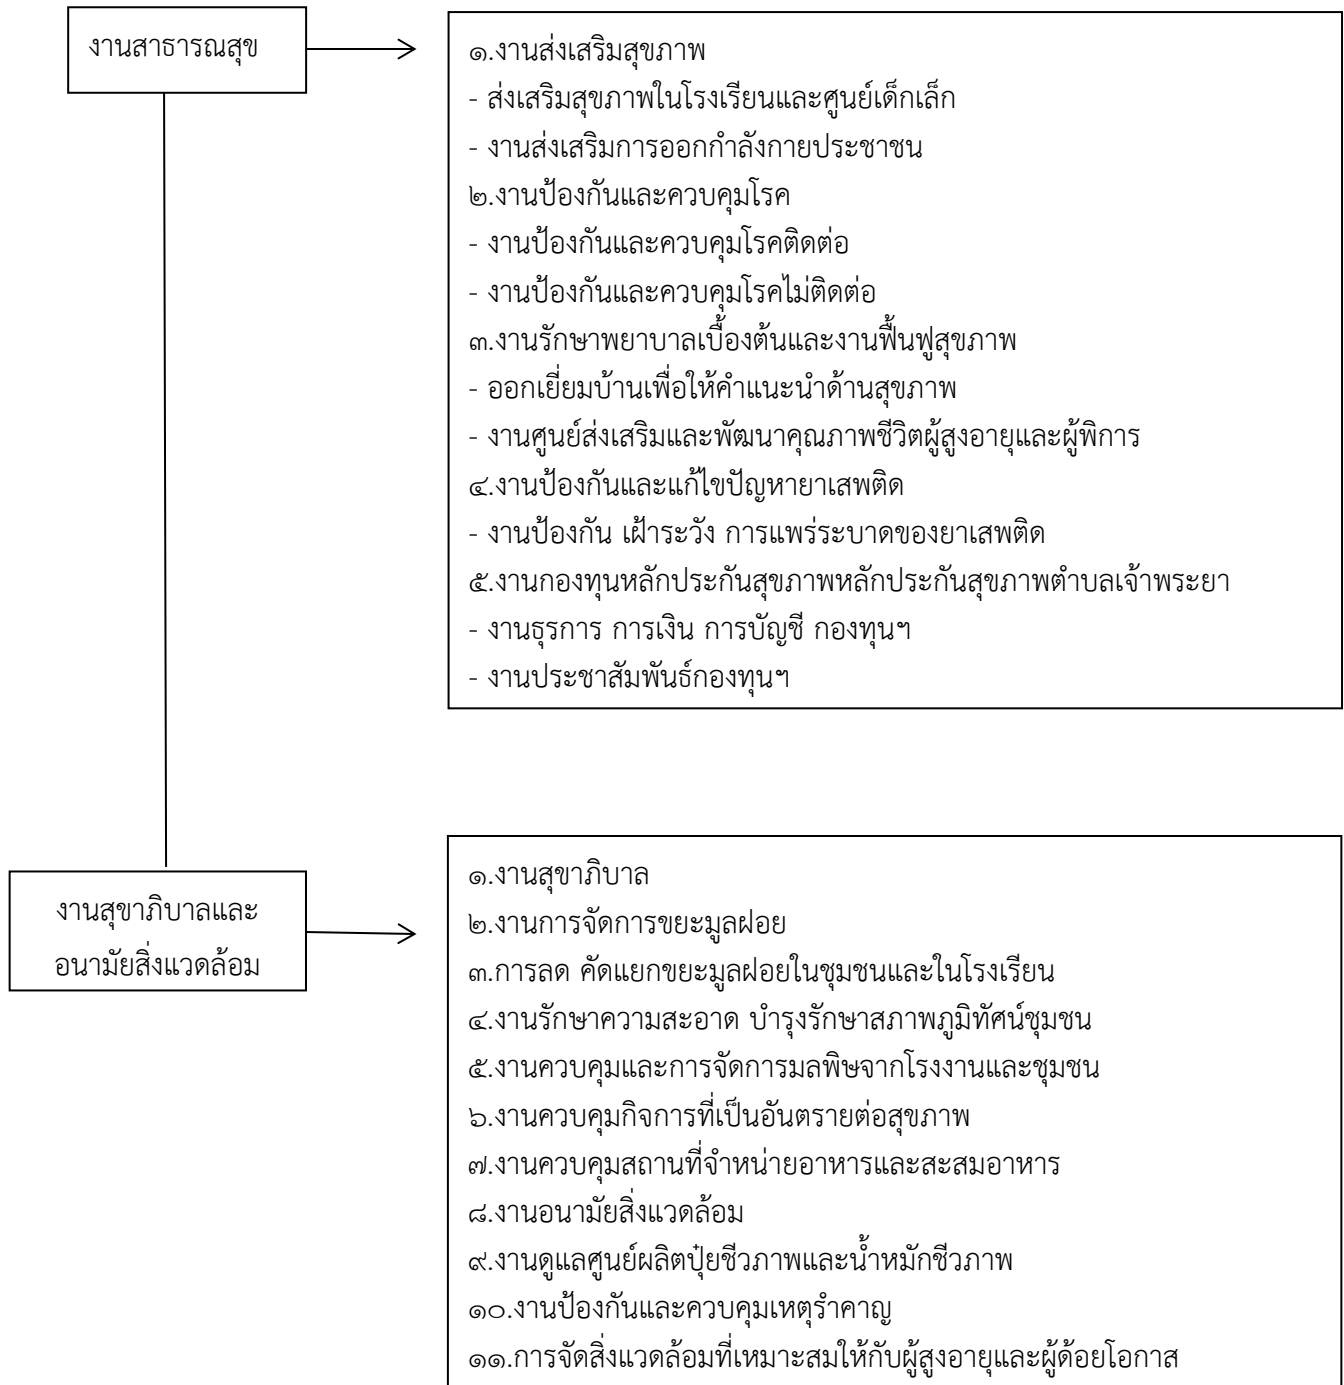 งานสาธารณสุข
๑.งานส่งเสริมสุขภาพ
- ส่งเสริมสุขภาพในโรงเรียนและศูนย์เด็กเล็ก
- งานส่งเสริมการออกกำลังกายประชาชน
๒.งานป้องกันและควบคุมโรค
- งานป้องกันและควบคุมโรคติดต่อ
- งานป้องกันและควบคุมโรคไม่ติดต่อ
๓.งานรักษาพยาบาลเบื้องต้นและงานฟื้นฟูสุขภาพ
- ออกเยี่ยมบ้านเพื่อให้คำแนะนำด้านสุขภาพ
- งานศูนย์ส่งเสริมและพัฒนาคุณภาพชีวิตผู้สูงอายุและผู้พิการ
๔.งานป้องกันและแก้ไขปัญหายาเสพติด
- งานป้องกัน เฝ้าระวัง การแพร่ระบาดของยาเสพติด
๕.งานกองทุนหลักประกันสุขภาพหลักประกันสุขภาพตำบลเจ้าพระยา
- งานธุรการ การเงิน การบัญชี กองทุนฯ
- งานประชาสัมพันธ์กองทุนฯ
งานสุขาภิบาลและ
อนามัยสิ่งแวดล้อม
๑.งานสุขาภิบาล
๒.งานการจัดการขยะมูลฝอย
๓.การลด คัดแยกขยะมูลฝอยในชุมชนและในโรงเรียน
๔.งานรักษาความสะอาด บำรุงรักษาสภาพภูมิทัศน์ชุมชน
๕.งานควบคุมและการจัดการมลพิษจากโรงงานและชุมชน
๖.งานควบคุมกิจการที่เป็นอันตรายต่อสุขภาพ
๗.งานควบคุมสถานที่จำหน่ายอาหารและสะสมอาหาร
๘.งานอนามัยสิ่งแวดล้อม
๙.งานดูแลศูนย์ผลิตปุ๋ยชีวภาพและน้ำหมักชีวภาพ
๑๐.งานป้องกันและควบคุมเหตุรำคาญ
๑๑.การจัดสิ่งแวดล้อมที่เหมาะสมให้กับผู้สูงอายุและผู้ด้อยโอกาส